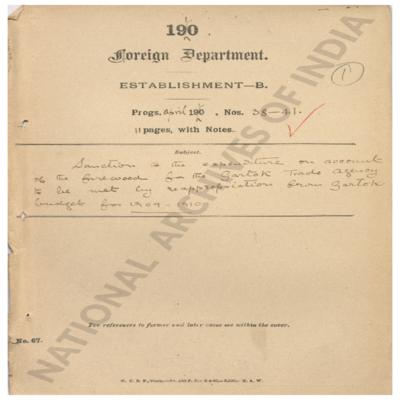 190
Foreign Department.
ESTABLISHMENT—B.
Progs. April 190 , Nos. 38—41.
11 pages, with Notes.
Subject.
Sanction to the expenditure on account
of the firewood for the Gartok Trade Agency
to be met by reappropriation from Gartok
budget for 1909-1910.
For references to former and later cases see within the cover.
No. 67.
NATIONAL ARCHIVES OF INDIA